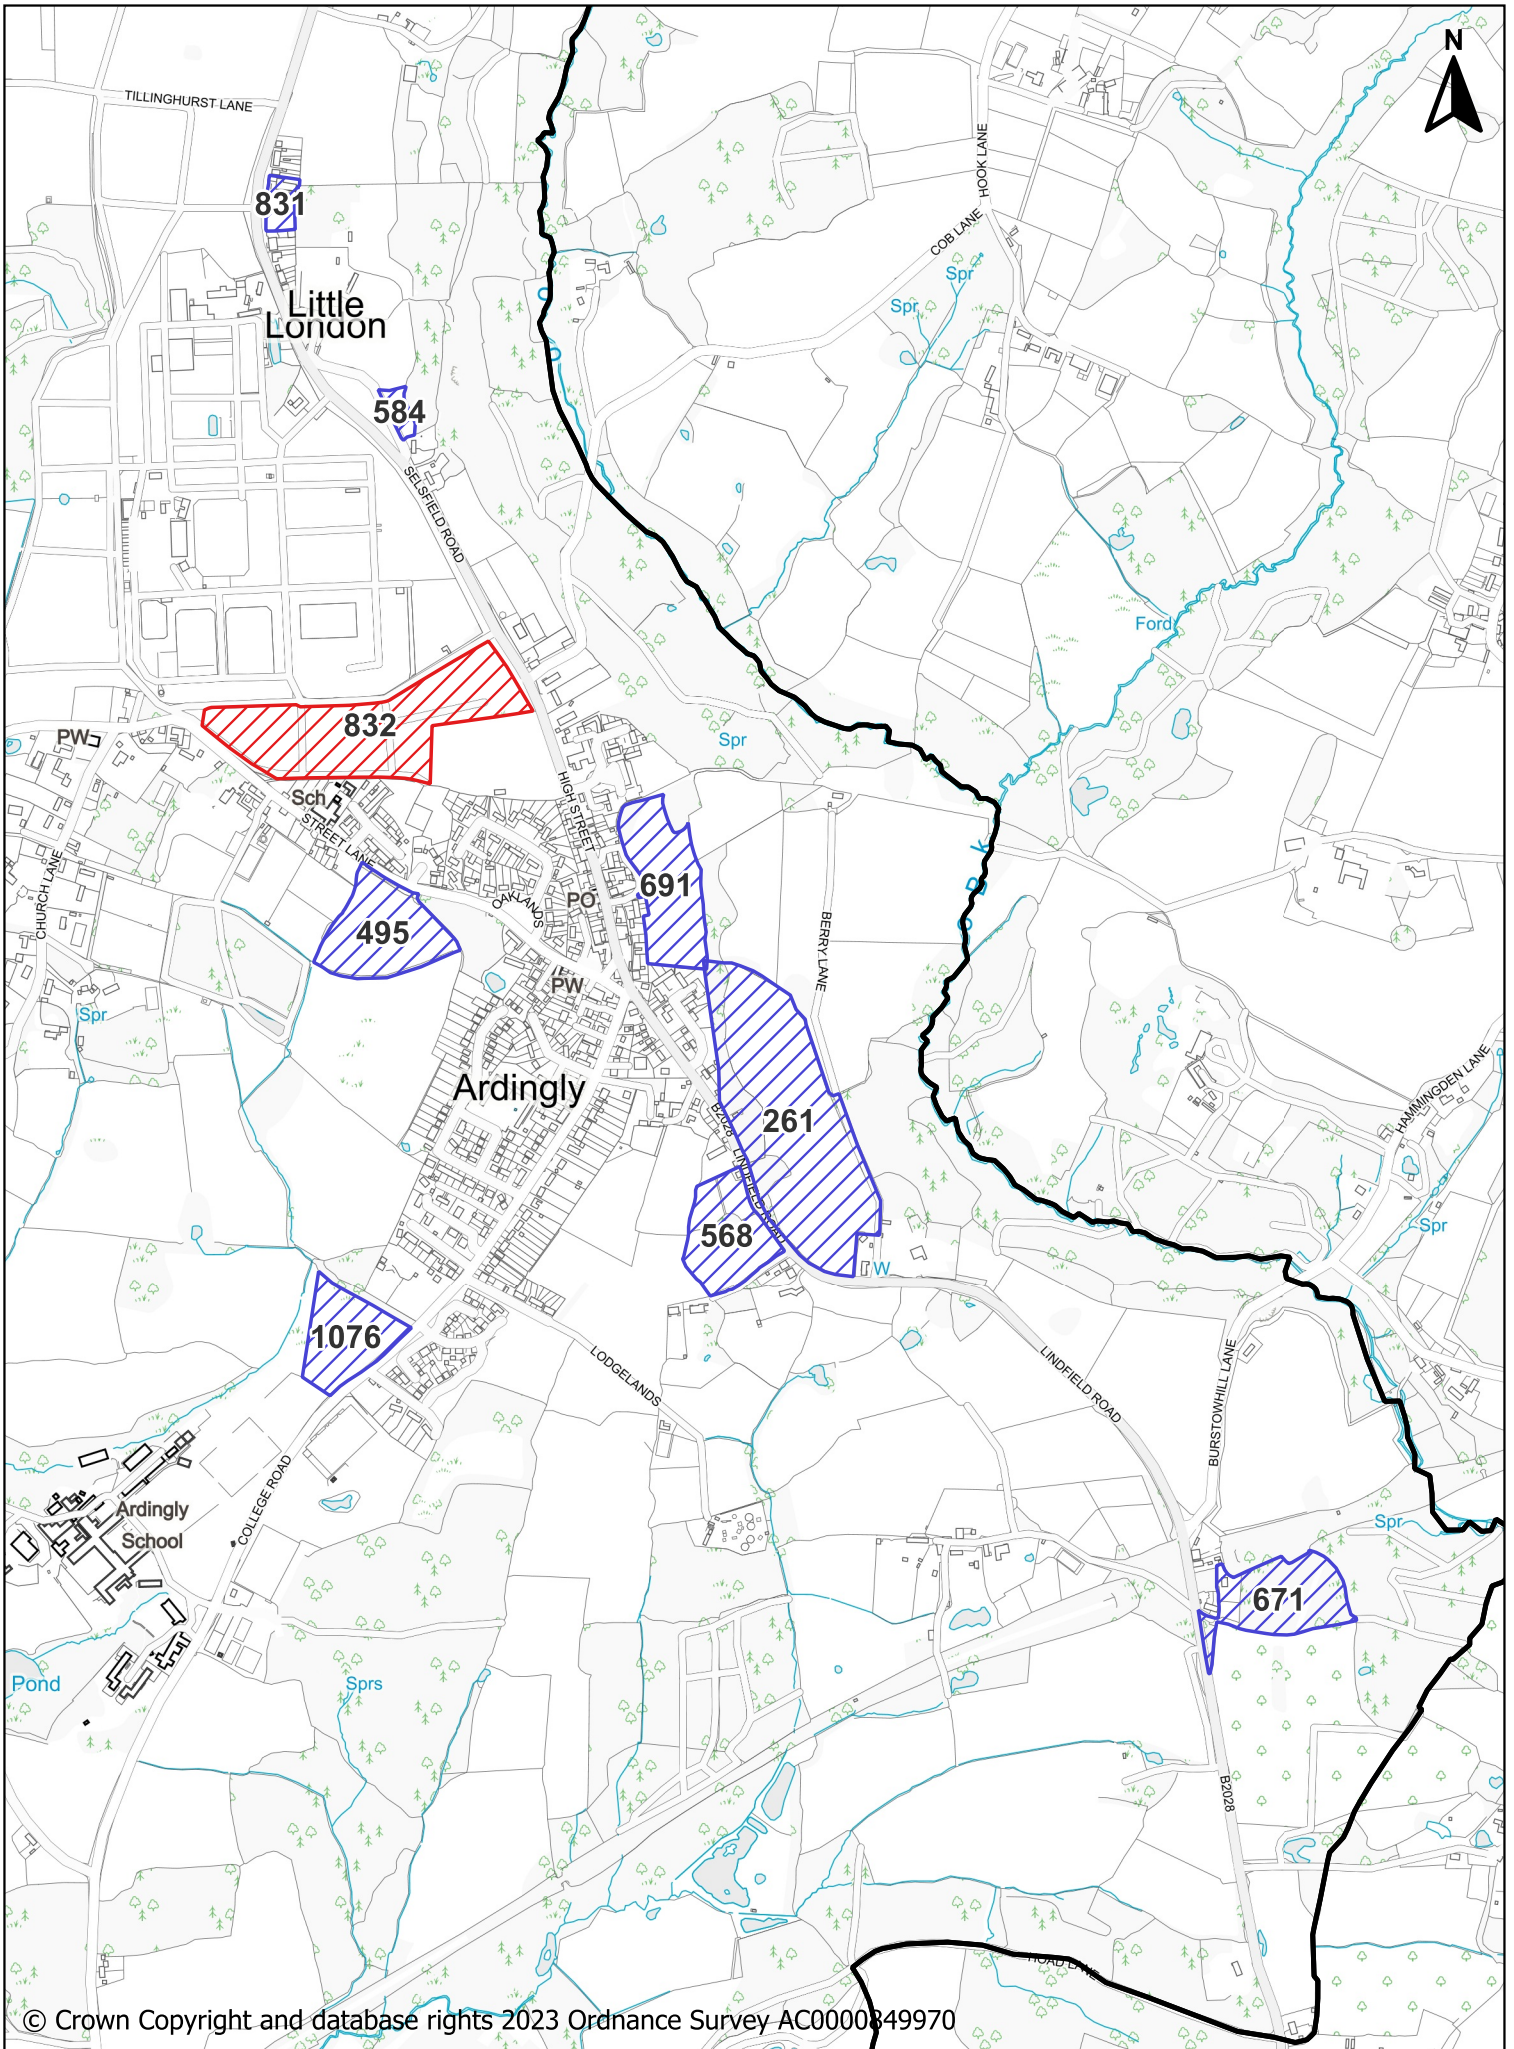 N
TILLINGHURST LANE
HOOK LANE
831
COB LANE
Spr
Spr
Little
London
584
SELSFIELD ROAD
Ford
832
PW
Spr
Sch
HIGH STREET
STREET LANE
691
CHURCH LANE
OAKLANDS
PO
B k
495
BERRY LANE
PW
Spr
Ardingly
HAMMINGDEN LANE
B2028
261
LINDFIELD ROAD
568
Spr
W
1076
LODGELANDS
LINDFIELD ROAD
BURSTOWHILL LANE
COLLEGE ROAD
Ardingly
School
Spr
671
Pond
Sprs
B2028
ROAD LANE
© Crown Copyright and database rights 2023 Ordnance Survey AC0000849970